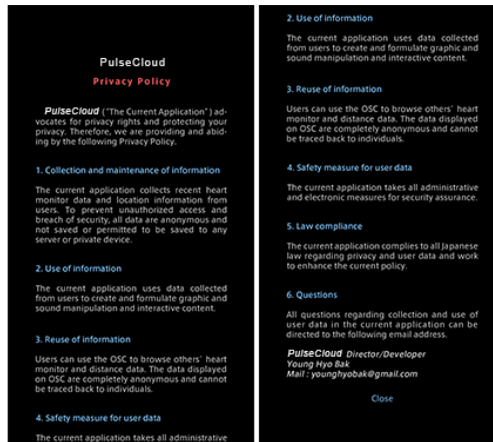 PulseCloud
Privacy Policy
PulseCloud ("The Current Application") ad-
vocates for privacy rights and protecting your
privacy. Therefore, we are providing and abid-
ing by the following Privacy Policy.
1. Collection and maintenance of information
The current application collects recent heart
monitor data and location information from
users. To prevent unauthorized access and
breach of security, all data are anonymous and
not saved or permitted to be saved to any
server or private device.
2. Use of information
The current application uses data collected
from users to create and formulate graphic and
sound manipulation and interactive content.
3. Reuse of information
Users can use the OSC to browse others' heart
monitor and distance data. The data displayed
on OSC are completely anonymous and cannot
be traced back to individuals.
4. Safety measure for user data
The current application takes all administrative
2. Use of information
The current application uses data collected
from users to create and formulate graphic and
sound manipulation and interactive content.
3. Reuse of information
Users can use the OSC to browse others' heart
monitor and distance data. The data displayed
on OSC are completely anonymous and cannot
be traced back to individuals.
4. Safety measure for user data
The current application takes all administrative
and electronic measures for security assurance.
5. Law compliance
The current application complies to all Japanese
law regarding privacy and user data and work
to enhance the current policy.
6. Questions
All questions regarding collection and use of
user data in the current application can be
directed to the following email address.
PulseCloud Director/Developer
Young Hyo Bak
Mail : younghyobak@gmail.com
Close